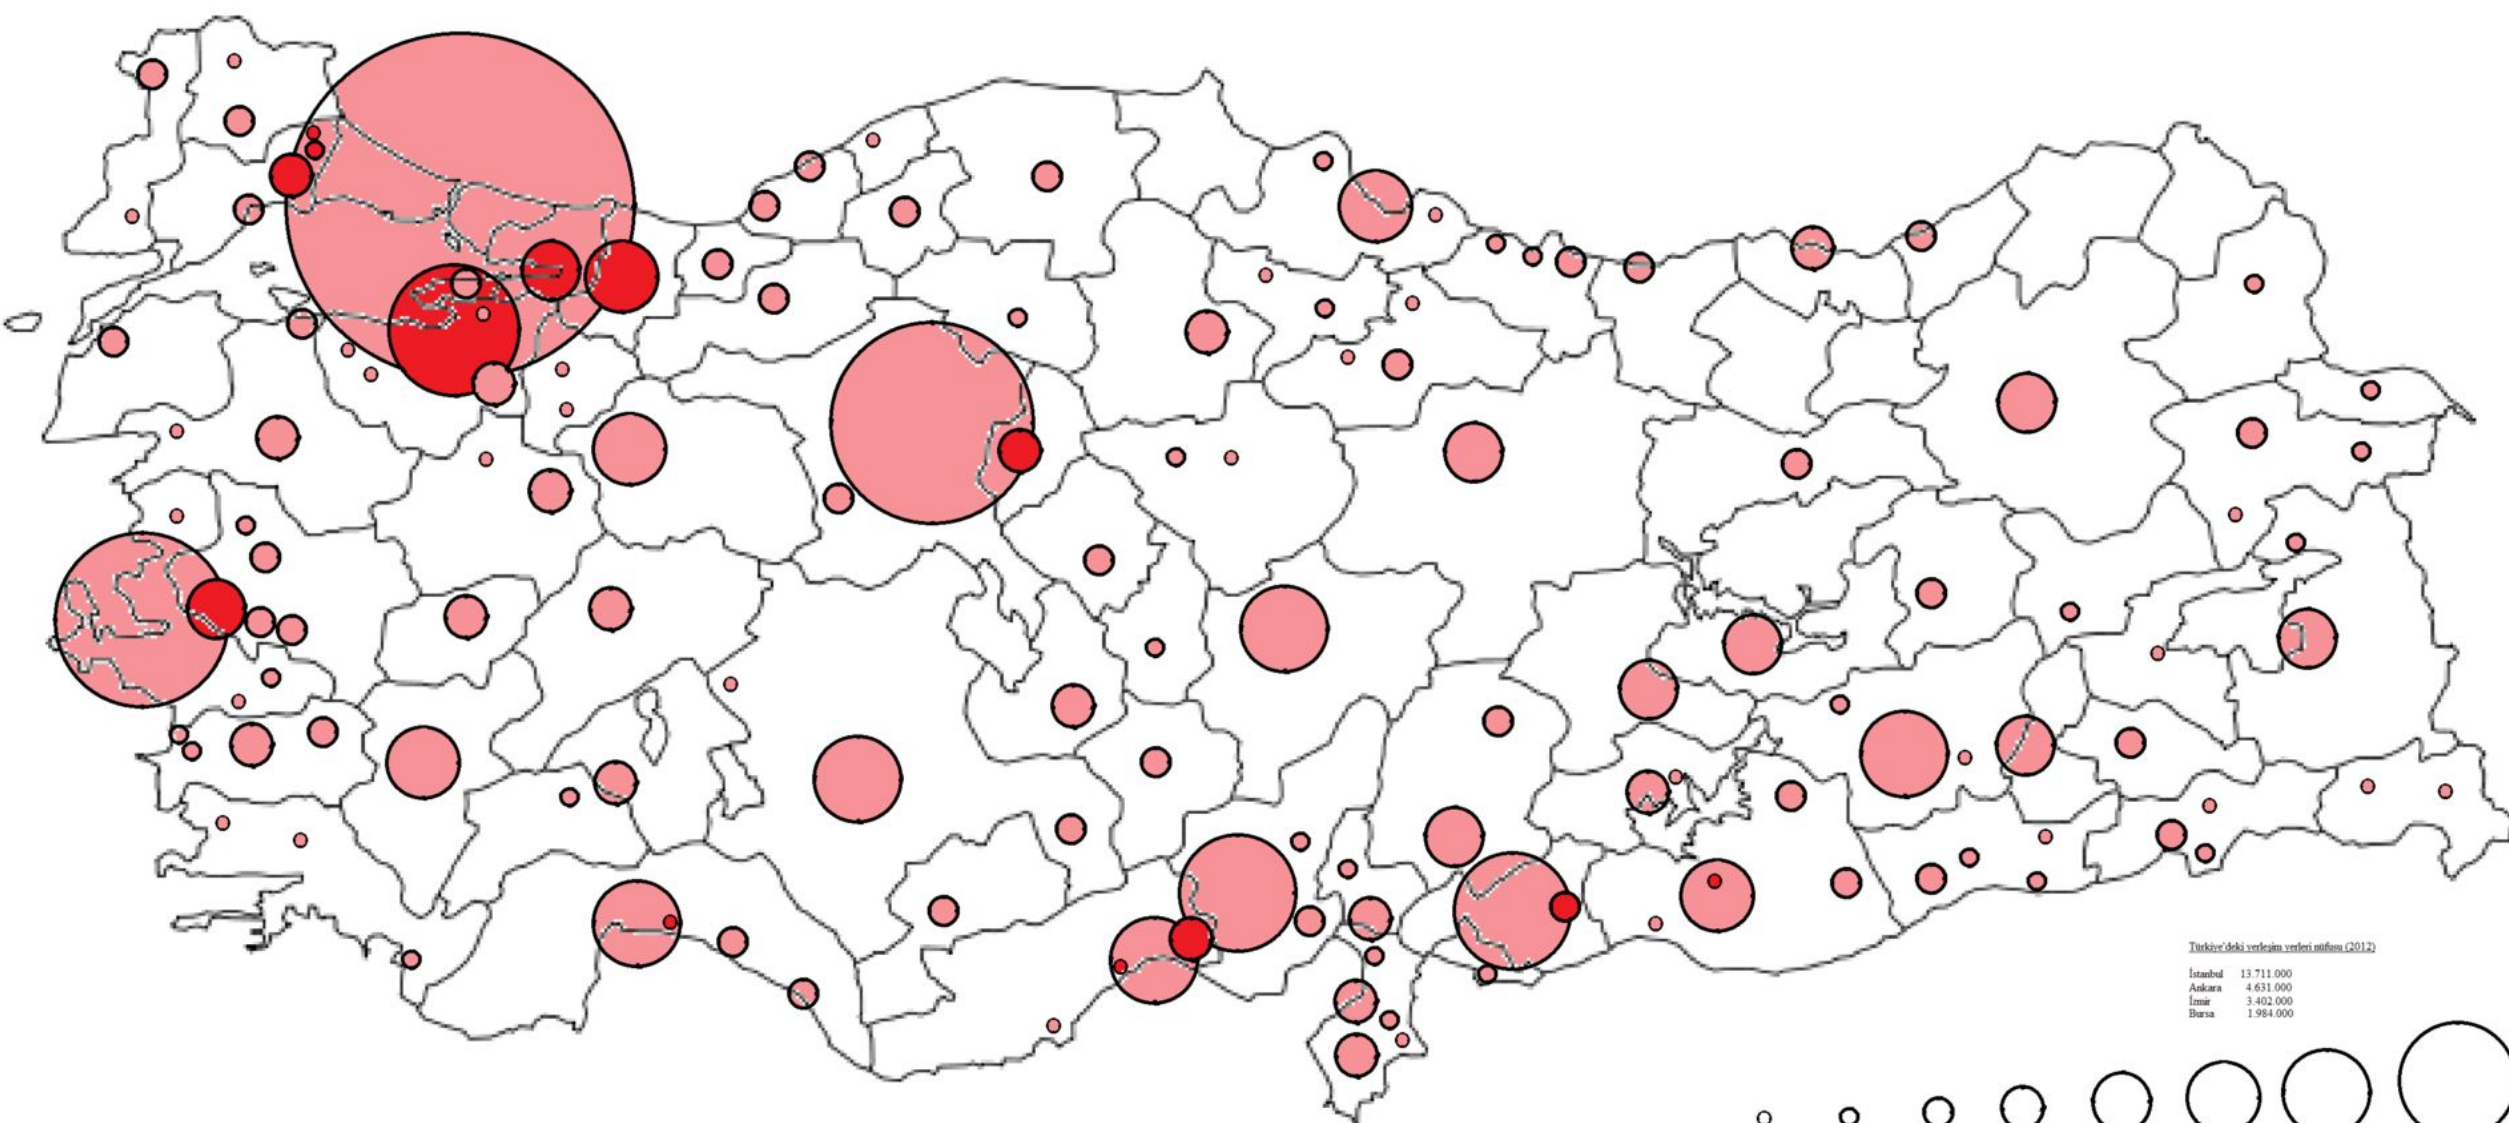 Türkiye'deki yerleşim yerleri nüfusu (2012)
İstanbul 13.711.000
Ankara 4.631.000
İzmir 3.402.000
Bursa 1.984.000